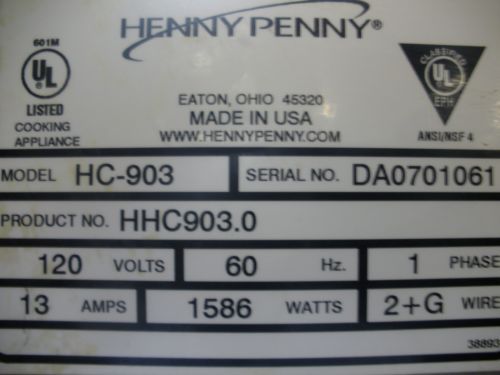 HENNY PENNY®
601M
UL
LISTED
COOKING
APPLIANCE
EATON, OHIO 45320
MADE IN USA
WWW.HENNYPENNY.COM
CLASSIFIED
UL
EPH
ANSI/NSF 4
MODEL HC-903 SERIAL NO. DA0701061
PRODUCT NO. HHC903.0
120 VOLTS 60 Hz. 1 PHASE
13 AMPS 1586 WATTS 2+G WIRE
38893